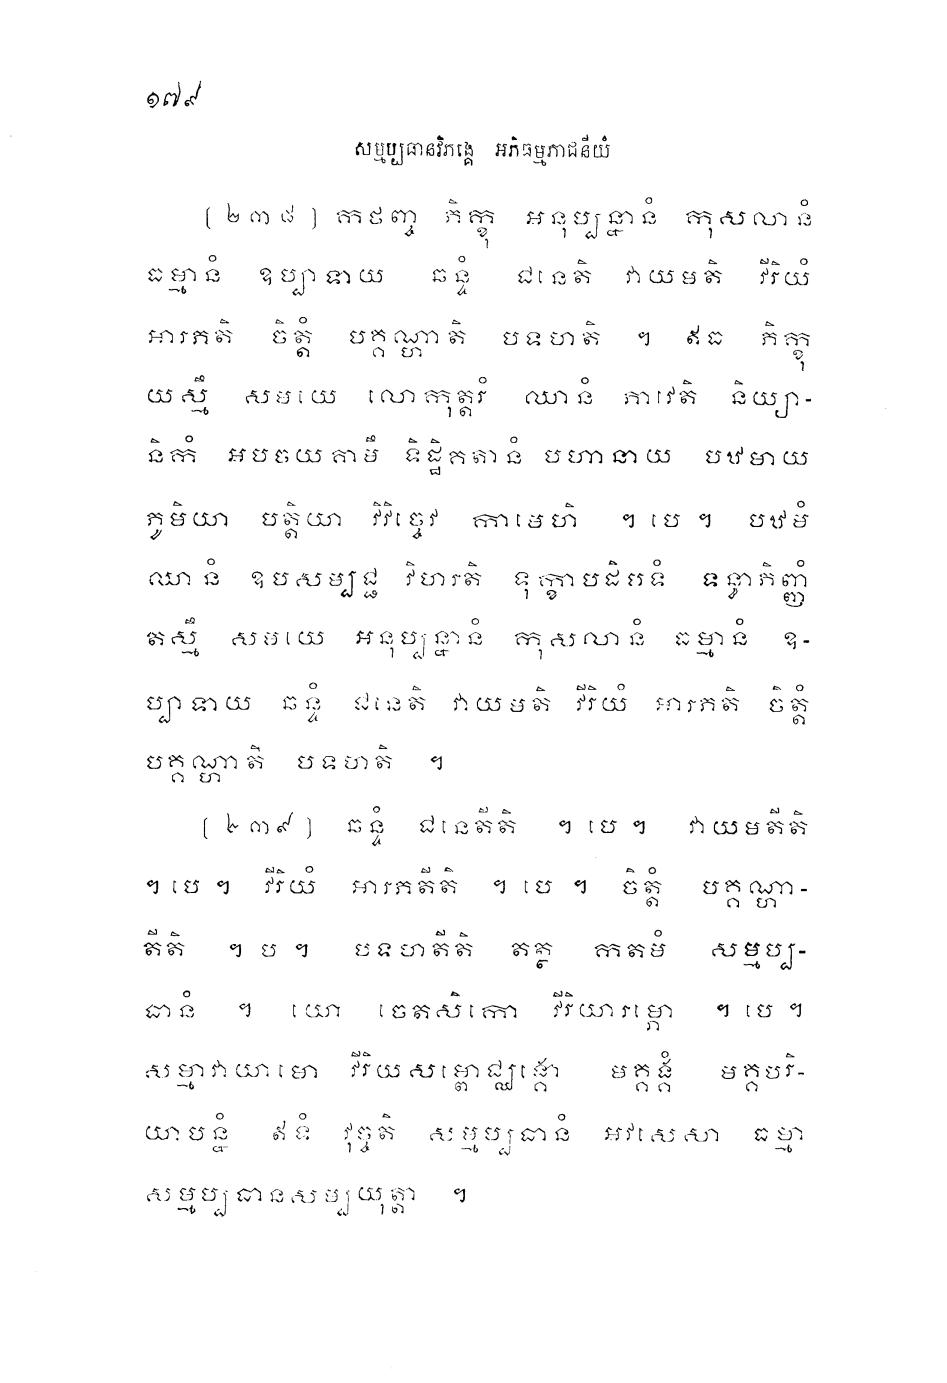 ១៧៩
សម្មប្បធានវិភង្គេ អភិធម្មភាជនីយំ
(២៣៨) កថញ្ច ភិក្ខុ អនុប្បន្នានំ កុសលានំ
ធម្មានំ ឧប្បាទាយ ឆន្ទំ ជនេតិ វាយមតិ វីរិយំ
អារភតិ ចិត្តំ បគ្គណ្ហាតិ បទហតិ ។ ឥធ ភិក្ខុ
យស្មឹ សមយេ លោកុត្តរំ ឈានំ ភាវេតិ និយ្យា-
និកំ អបចយគាមឹ ទិដ្ឋិគតានំ បហានាយ បឋមាយ
ភូមិយា បត្តិយា វិវិច្ចេវ កាមេហិ ។ បេ ។ បឋមំ
ឈានំ ឧបសម្បជ្ជ វិហរតិ ទុក្ខាបដិបទំ ទន្ធាភិញ្ញំ
តស្មឹ សមយេ អនុប្បន្នានំ កុសលានំ ធម្មានំ ឧ-
ប្បាទាយ ឆន្ទំ ជនេតិ វាយមតិ វីរិយំ អារភតិ ចិត្តំ
បគ្គណ្ហាតិ បទហតិ ។
(២៣៩) ឆន្ទំ ជនេតីតិ ។ បេ ។ វាយមតីតិ
។ បេ ។ វីរិយំ អារភតីតិ ។ បេ ។ ចិត្តំ បគ្គណ្ហា-
តីតិ ។ ប ។ បទហតីតិ តត្ថ កតមំ សម្មប្ប-
ធានំ ។ យោ ចេតសិកោ វីរិយារម្ភោ ។ បេ ។
សម្មាវាយាមោ វីរិយសម្ពោជ្ឈង្គោ មគ្គង្គំ មគ្គបរិ-
យាបន្នំ ឥទំ វុច្ចតិ សម្មប្បធានំ អវសេសា ធម្មា
សម្មប្បធានសម្បយុត្តា ។